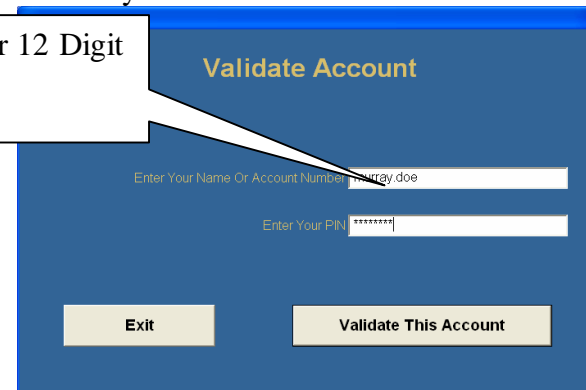 r 12 Digit
Validate Account
Enter Your Name Or Account Number murray.doe
Enter Your PIN ********
Exit
Validate This Account